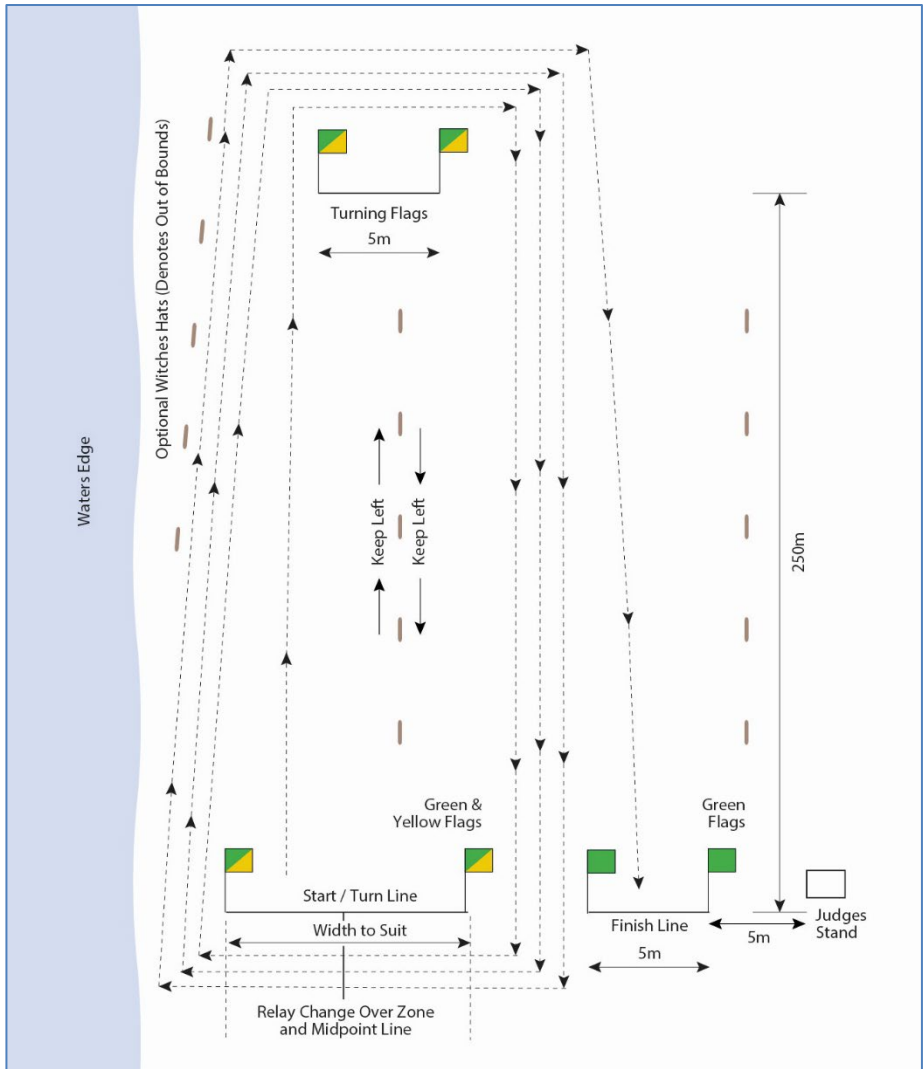 Optional Witches Hats (Denotes Out of Bounds)
Waters Edge
Turning Flags
5m
Keep Left
Keep Left
250m
Green &
Yellow Flags
Green
Flags
Start / Turn Line
Width to Suit
Relay Change Over Zone
and Midpoint Line
Finish Line
5m
5m
Judges
Stand